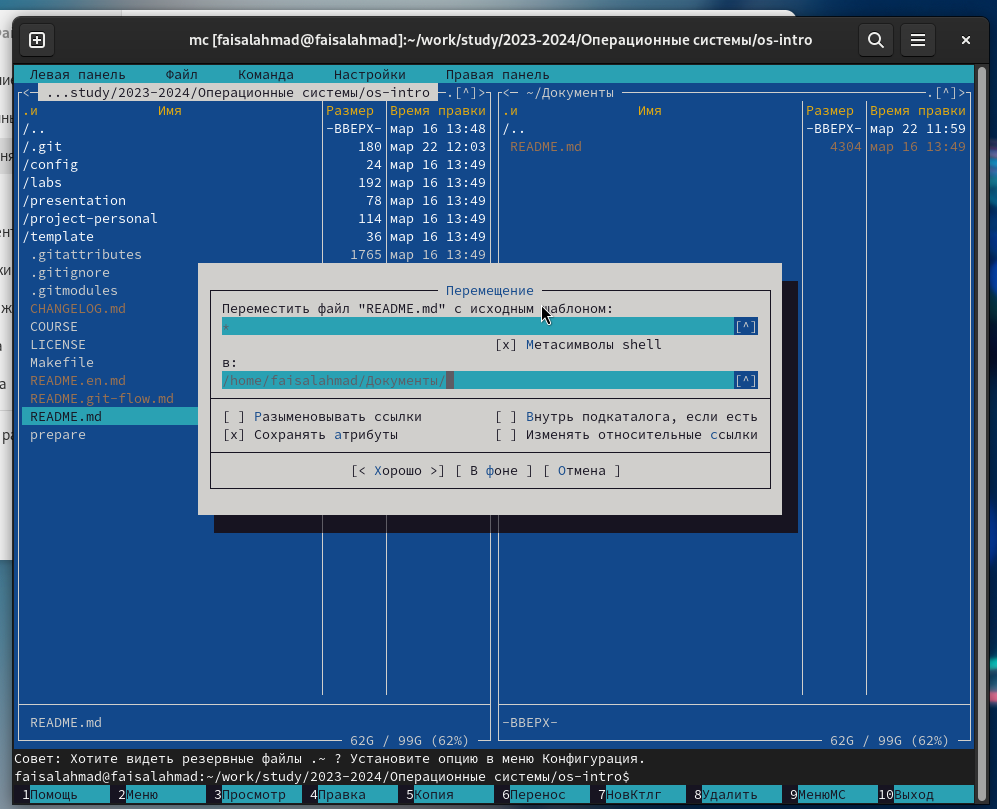 mc [faisalahmad@faisalahmad]:~/work/study/2023-2024/Операционные системы/os-intro
Левая панель Файл Команда Настройки Правая панель
<─ ...study/2023-2024/Операционные системы/os-intro ─.[^]> <─ ~/Документы .[^]>
.и Имя Размер Время правки .и Имя Размер Время правки
/.. -ВВЕРХ- мар 16 13:48 /.. -ВВЕРХ- мар 22 11:59
/.git 180 мар 22 12:03 README.md 4304 мар 16 13:49
/config 24 мар 16 13:49
/labs 192 мар 16 13:49
/presentation 78 мар 16 13:49
/project-personal 114 мар 16 13:49
/template 36 мар 16 13:49
.gitattributes 1765 мар 16 13:49
.gitignore
.gitmodules
CHANGELOG.md
COURSE
LICENSE
Makefile
README.en.md
README.git-flow.md
README.md
prepare
Перемещение
Переместить файл "README.md" с исходным шаблоном:
* [^]
[x] Метасимволы shell
в:
/home/faisalahmad/Документы/ [^]
[ ] Разыменовывать ссылки [ ] Внутрь подкаталога, если есть
[x] Сохранять атрибуты [ ] Изменять относительные ссылки
[< Хорошо >] [ В фоне ] [ Отмена ]
README.md -ВВЕРХ-
62G / 99G (62%) 62G / 99G (62%)
Совет: Хотите видеть резервные файлы .~ ? Установите опцию в меню Конфигурация.
faisalahmad@faisalahmad:~/work/study/2023-2024/Операционные системы/os-intro$
1Помощь 2Меню 3Просмотр 4Правка 5Копия 6Перенос 7НовКтлг 8Удалить 9МенюМС 10Выход